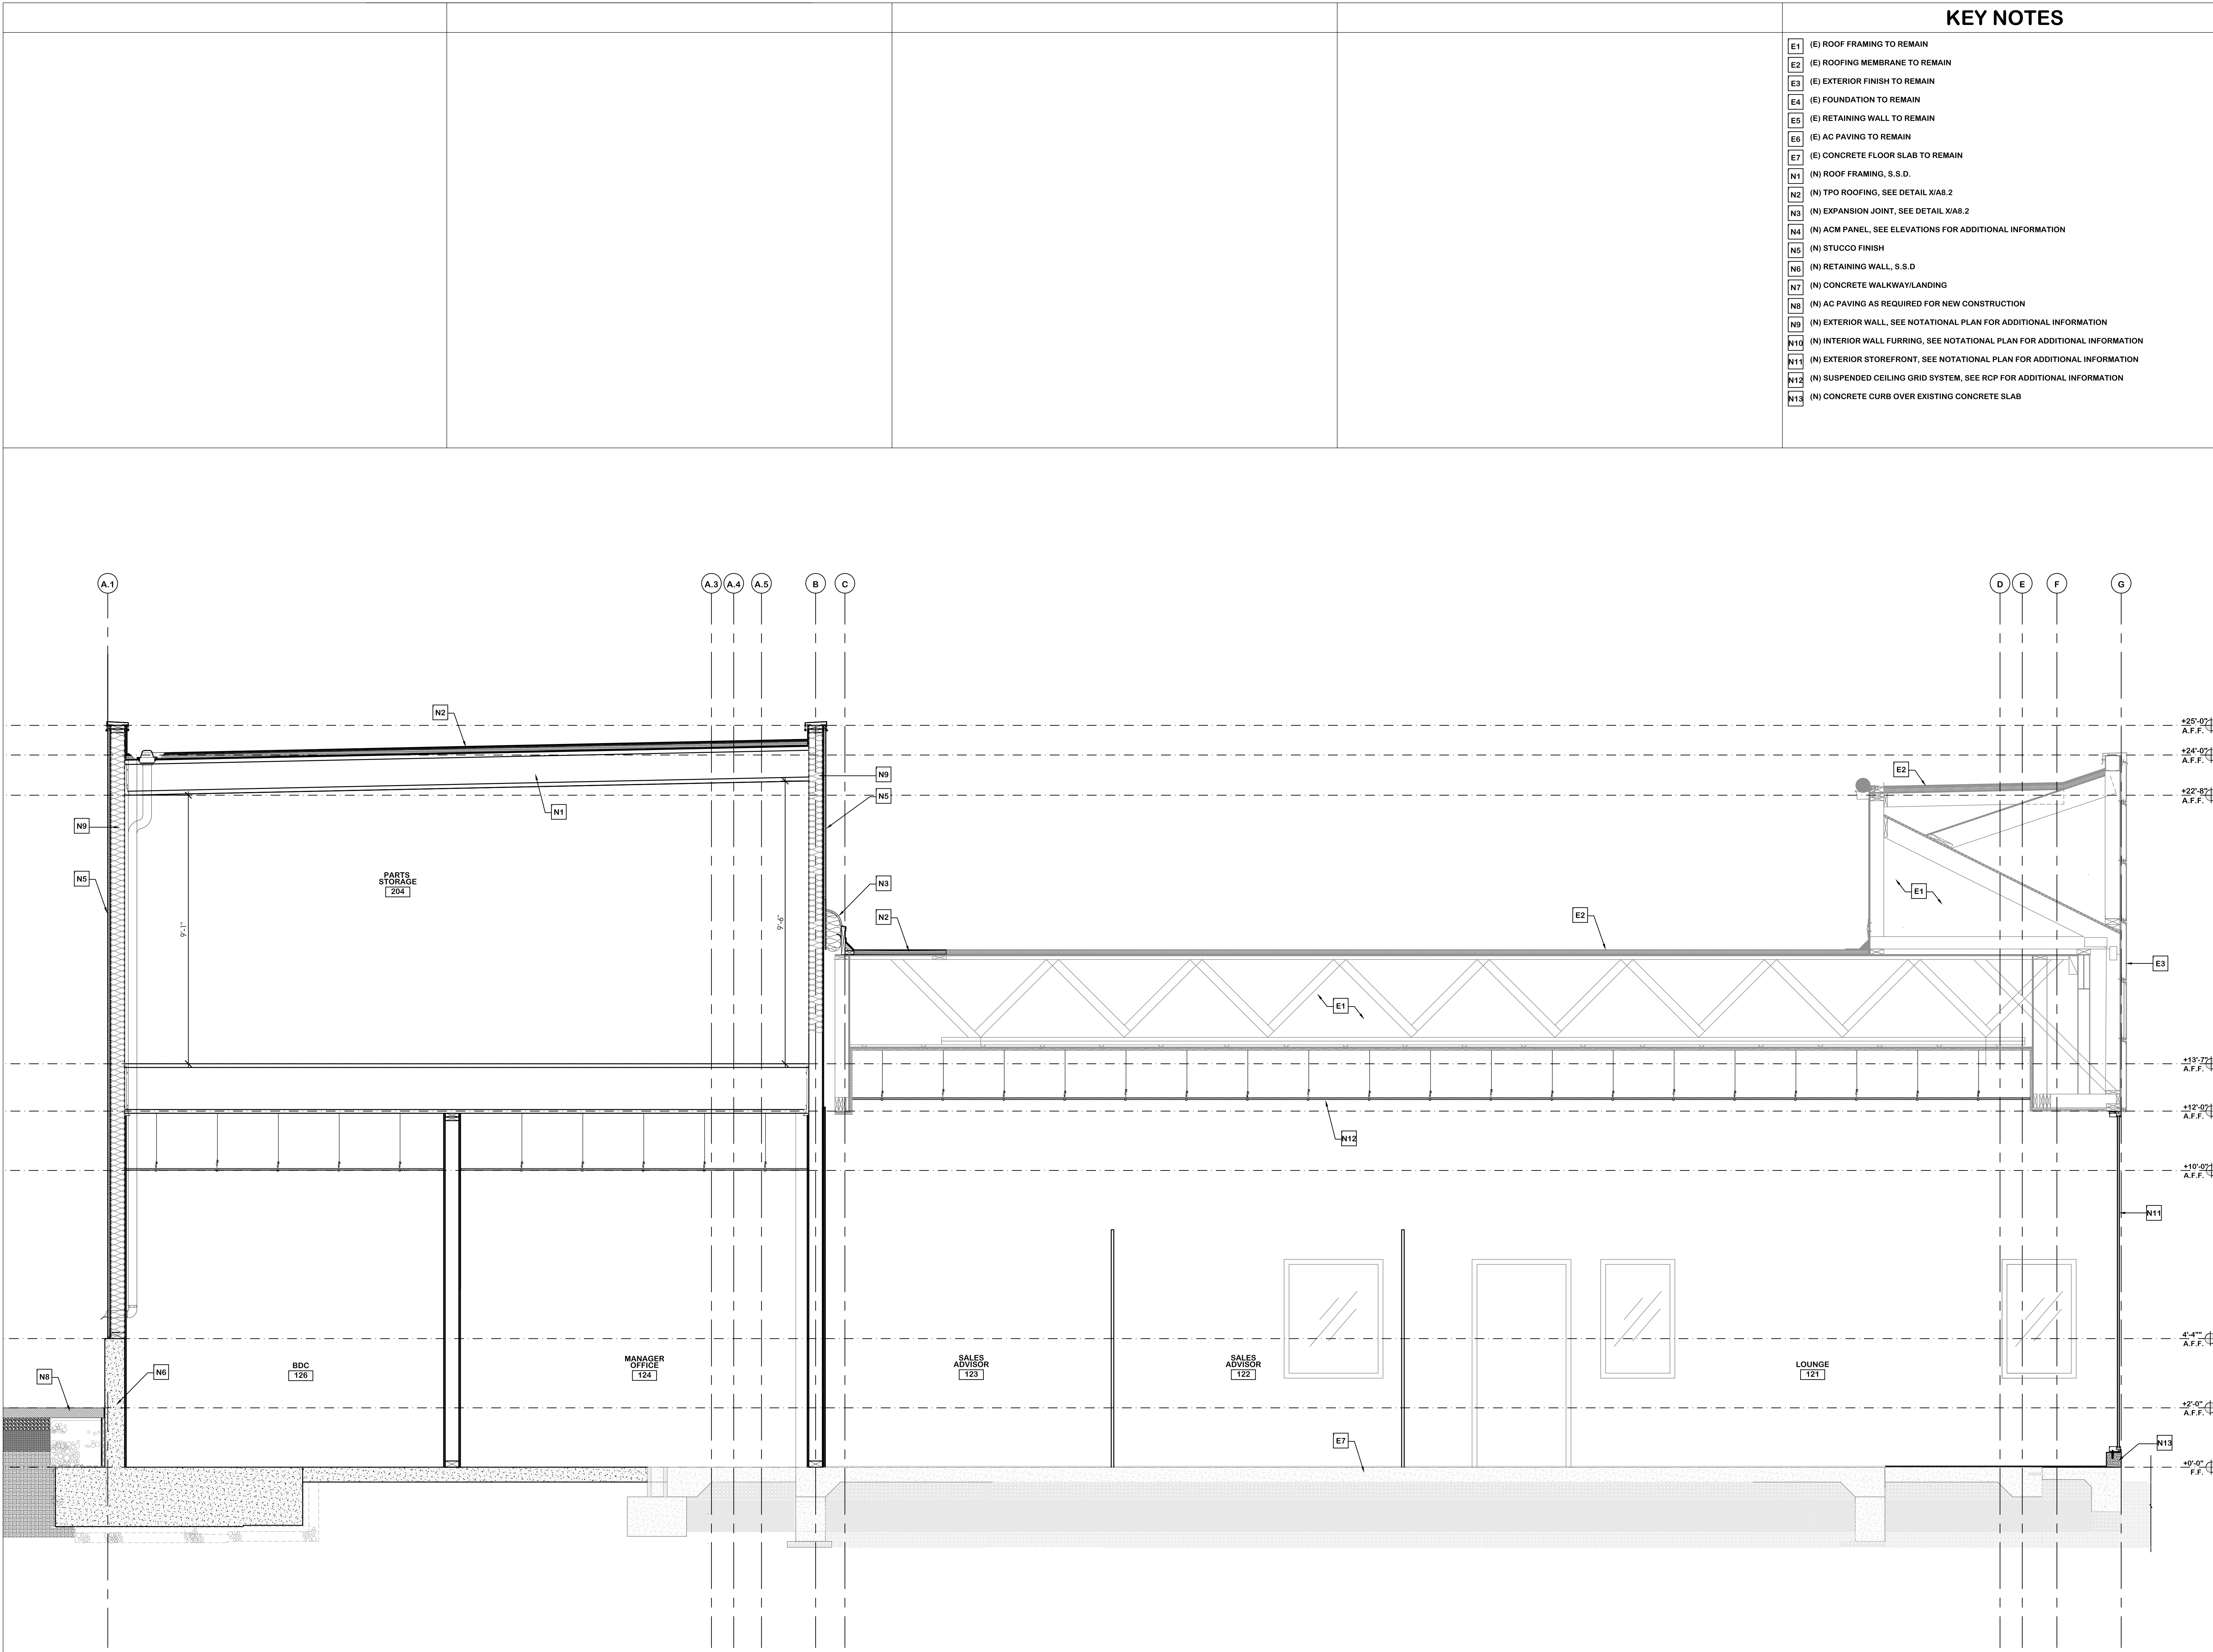 KEY NOTES
E1 (E) ROOF FRAMING TO REMAIN
E2 (E) ROOFING MEMBRANE TO REMAIN
E3 (E) EXTERIOR FINISH TO REMAIN
E4 (E) FOUNDATION TO REMAIN
E5 (E) RETAINING WALL TO REMAIN
E6 (E) AC PAVING TO REMAIN
E7 (E) CONCRETE FLOOR SLAB TO REMAIN
N1 (N) ROOF FRAMING, S.S.D.
N2 (N) TPO ROOFING, SEE DETAIL X/A8.2
N3 (N) EXPANSION JOINT, SEE DETAIL X/A8.2
N4 (N) ACM PANEL, SEE ELEVATIONS FOR ADDITIONAL INFORMATION
N5 (N) STUCCO FINISH
N6 (N) RETAINING WALL, S.S.D
N7 (N) CONCRETE WALKWAY/LANDING
N8 (N) AC PAVING AS REQUIRED FOR NEW CONSTRUCTION
N9 (N) EXTERIOR WALL, SEE NOTATIONAL PLAN FOR ADDITIONAL INFORMATION
N10 (N) INTERIOR WALL FURRING, SEE NOTATIONAL PLAN FOR ADDITIONAL INFORMATION
N11 (N) EXTERIOR STOREFRONT, SEE NOTATIONAL PLAN FOR ADDITIONAL INFORMATION
N12 (N) SUSPENDED CEILING GRID SYSTEM, SEE RCP FOR ADDITIONAL INFORMATION
N13 (N) CONCRETE CURB OVER EXISTING CONCRETE SLAB
A.1 A.3 A.4 A.5 B C D E F G
N2
+25'-0"
A.F.F.
+24'-0"
A.F.F.
E2
N9
N5
+22'-8"
A.F.F.
N1
N9
PARTS
STORAGE
204
N5
N3
E1
N2
E2
9'-1"
9'-6"
E3
E1
+13'-7"
A.F.F.
+12'-0"
A.F.F.
N12
+10'-0"
A.F.F.
N11
4'-4""
A.F.F.
N8
N6
BDC
126
MANAGER
OFFICE
124
SALES
ADVISOR
123
SALES
ADVISOR
122
LOUNGE
121
+2'-0"
A.F.F.
E7
N13
+0'-0"
F.F.